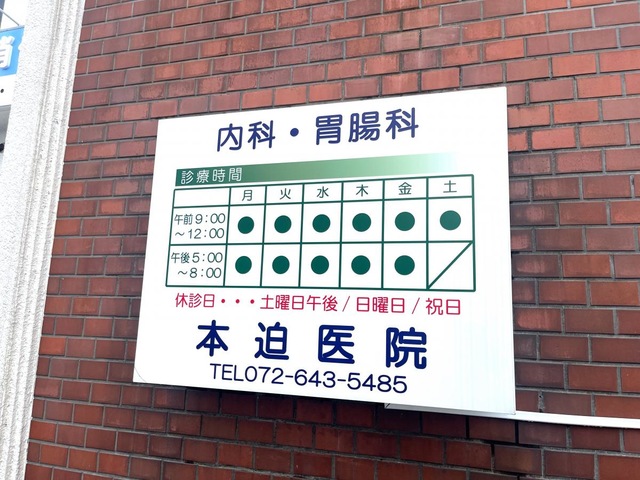 内科・胃腸科
診療時間
月 火 水 木 金 土
午前9:00
～12:00
● ● ● ● ● ●
午後5:00
～8:00
● ● ● ● ● ／
休診日・・・土曜日午後/日曜日/祝日
本迫医院
TEL072-643-5485